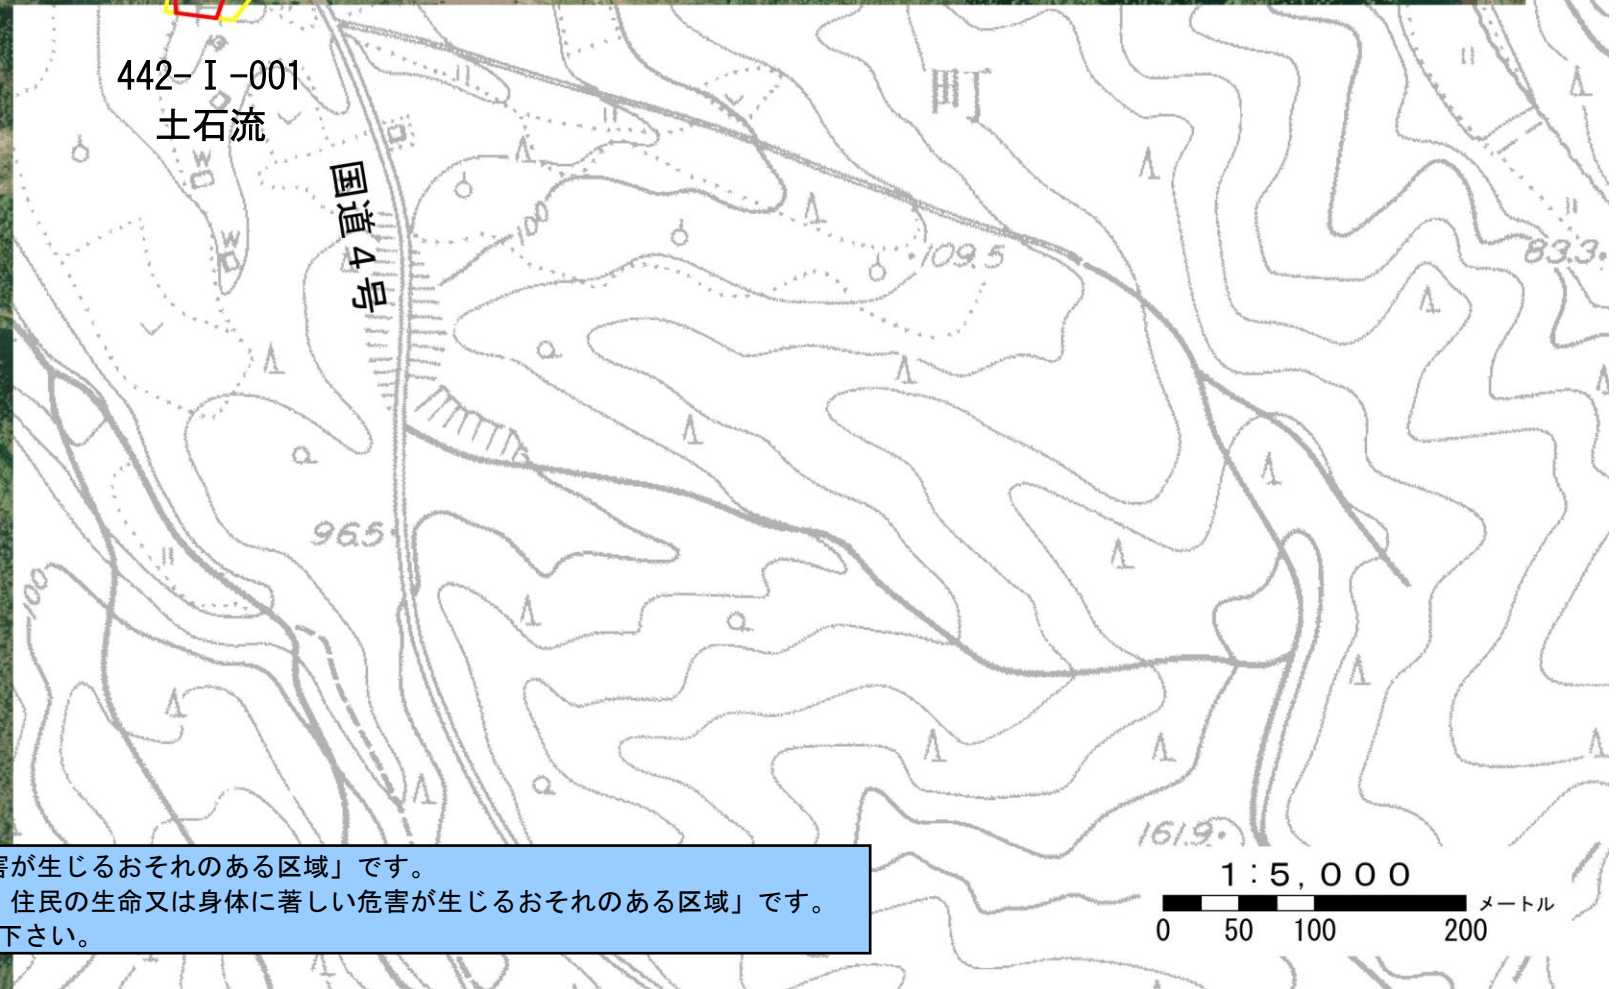 442-Ⅰ-001
土石流
町
国道4号
100
109.5
83.3
W
W
96.5
100
161.9
害が生じるおそれのある区域」です。
住民の生命又は身体に著しい危害が生じるおそれのある区域」です。
下さい。
1:5,000
メートル
0 50 100 200